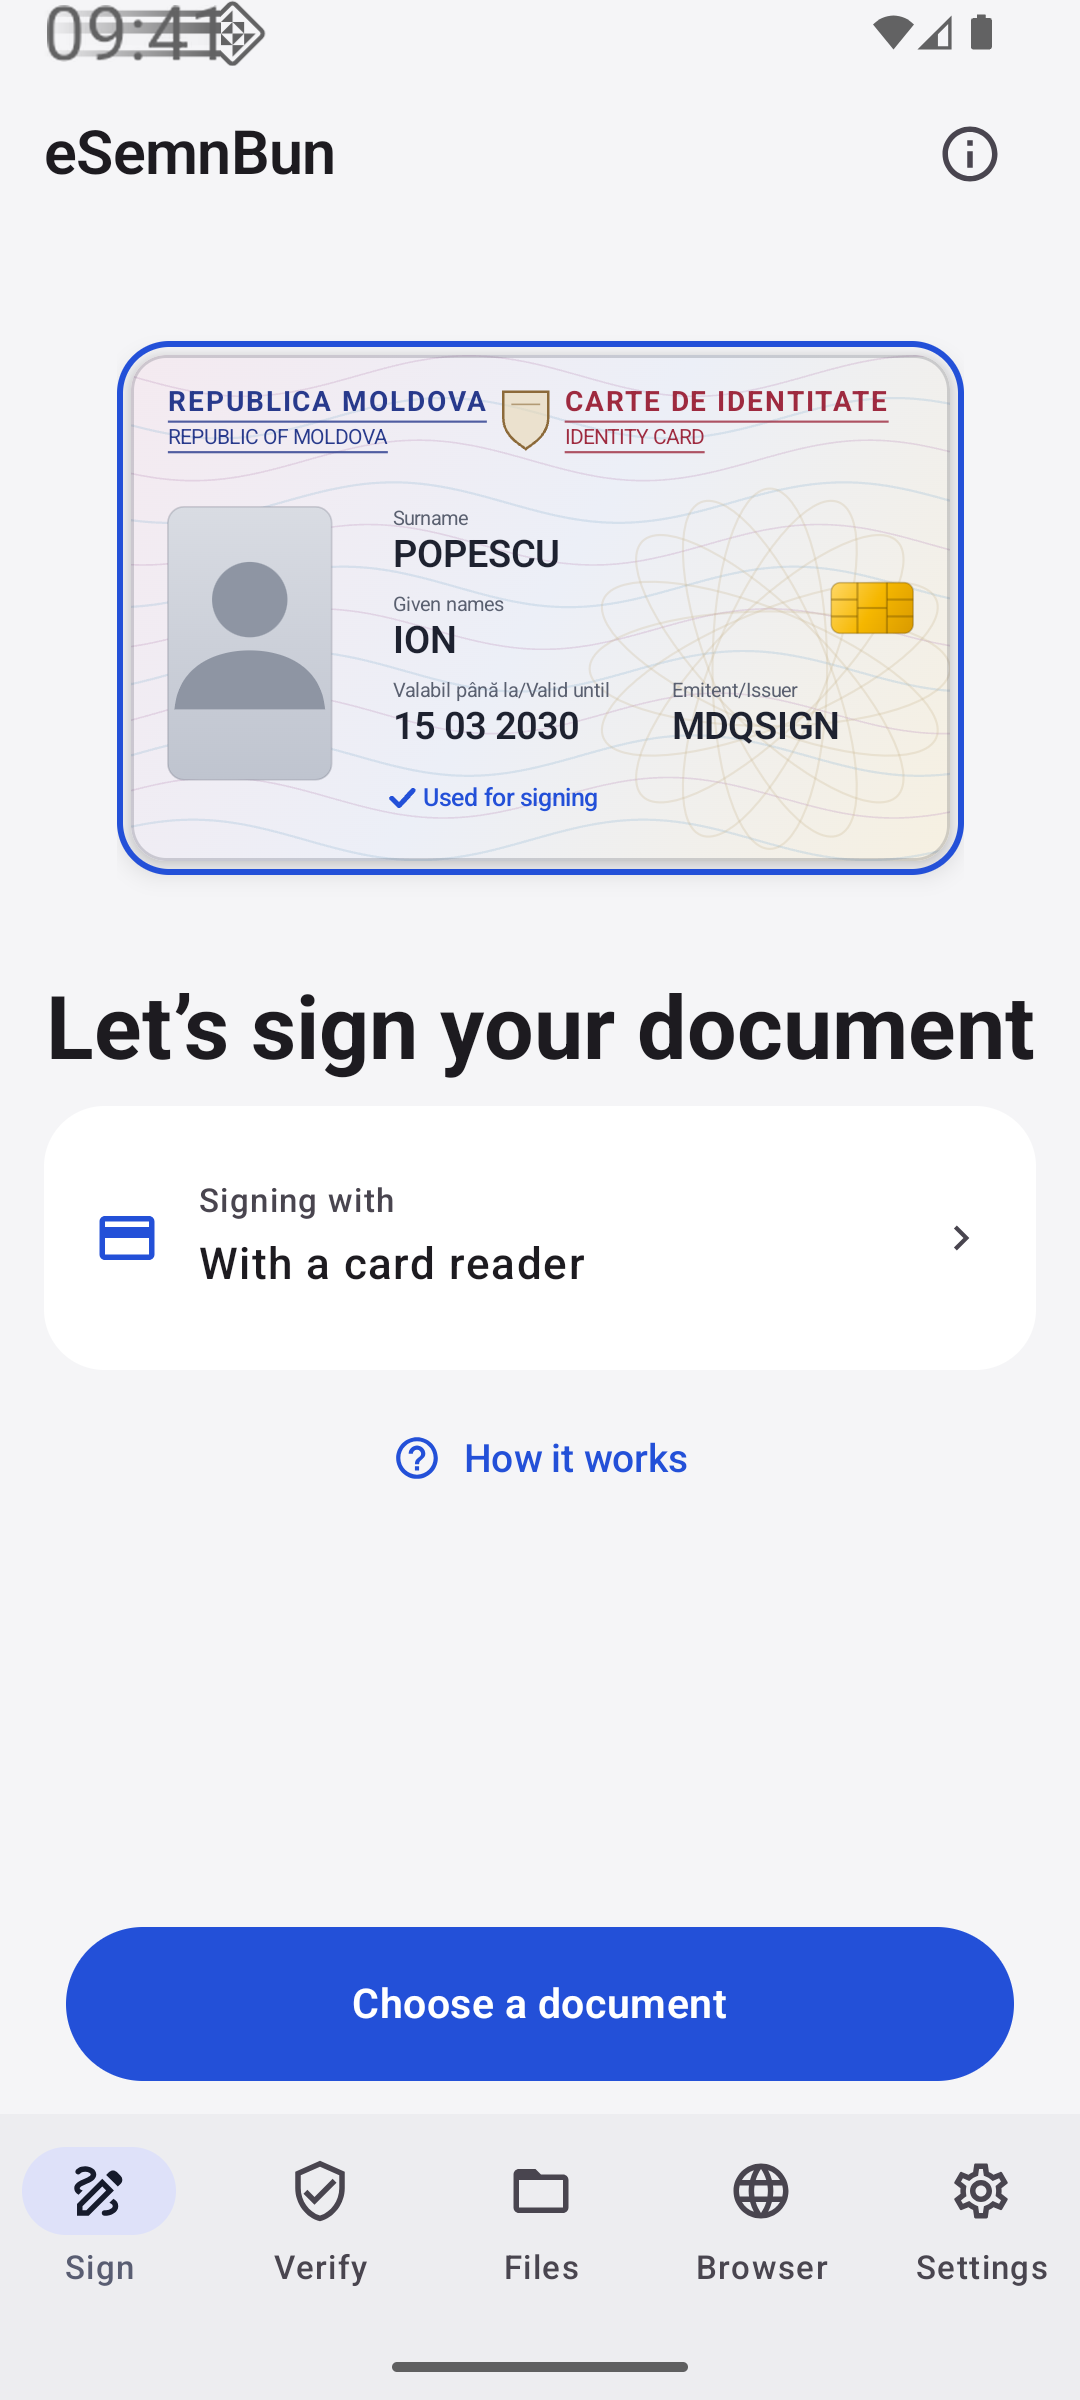 09:41
eSemnBun
REPUBLICA MOLDOVA
REPUBLIC OF MOLDOVA
CARTE DE IDENTITATE
IDENTITY CARD
Surname
POPESCU
Given names
ION
Valabil până la/Valid until
15 03 2030
Emitent/Issuer
MDQSIGN
Used for signing
Let’s sign your document
Signing with
With a card reader
How it works
Choose a document
Sign
Verify
Files
Browser
Settings